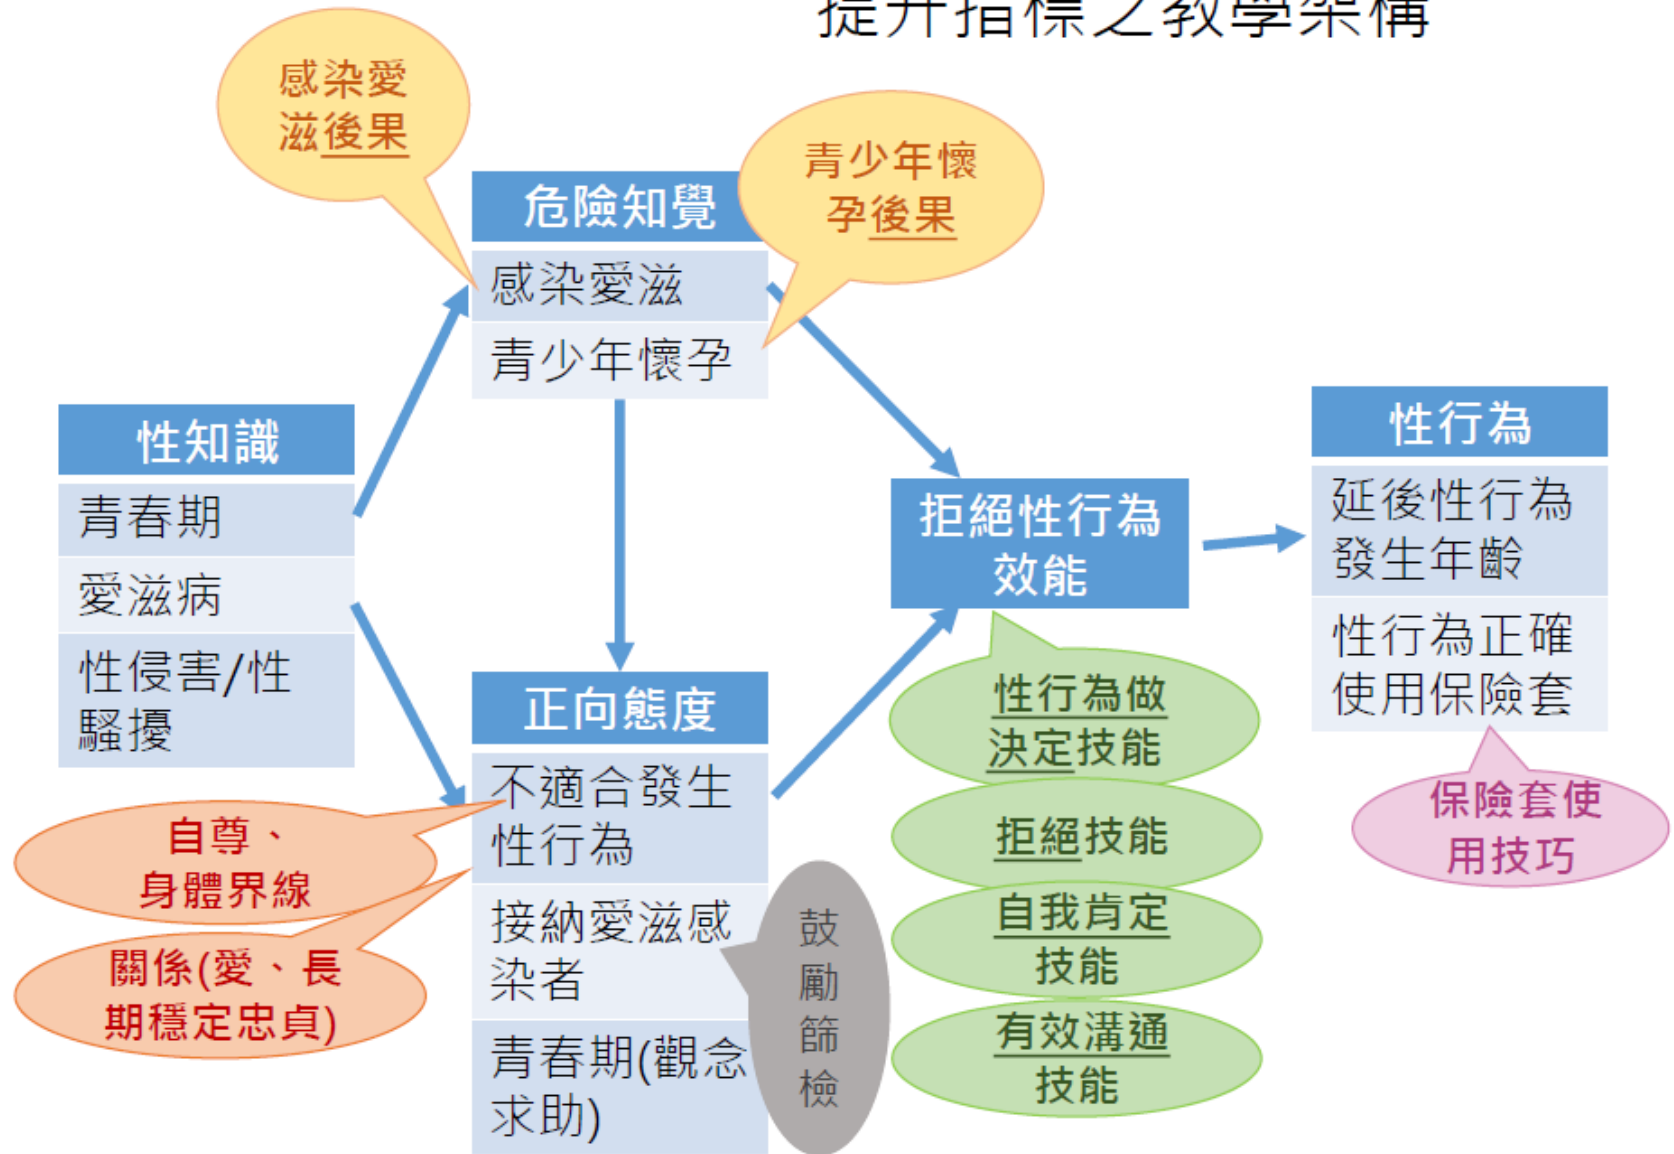 提升指標之教學架構
感染愛
滋後果
青少年懷
孕後果
危險知覺
感染愛滋
青少年懷孕
性知識
青春期
愛滋病
性侵害/性
騷擾
正向態度
不適合發生
性行為
接納愛滋感
染者
青春期(觀念
求助)
自尊、
身體界線
關係(愛、長
期穩定忠貞)
鼓
勵
篩
檢
拒絕性行為
效能
性行為做
決定技能
拒絕技能
自我肯定
技能
有效溝通
技能
性行為
延後性行為
發生年齡
性行為正確
使用保險套
保險套使
用技巧